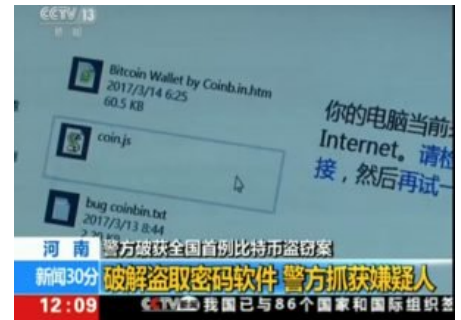 CCTV 13
新 闻
Bitcoin Wallet by Coinb.in.htm
2017/3/14 6:25
60.5 KB
coin.js
bug coinbin.txt
2017/3/13 8:44
你的电脑当前
Internet。请检
接，然后再试一
河 南
警方破获全国首例比特币盗窃案
新闻30分
破解盗取密码软件 警方抓获嫌疑人
12:09
CCTV
我国已与86个国家和国际组织签